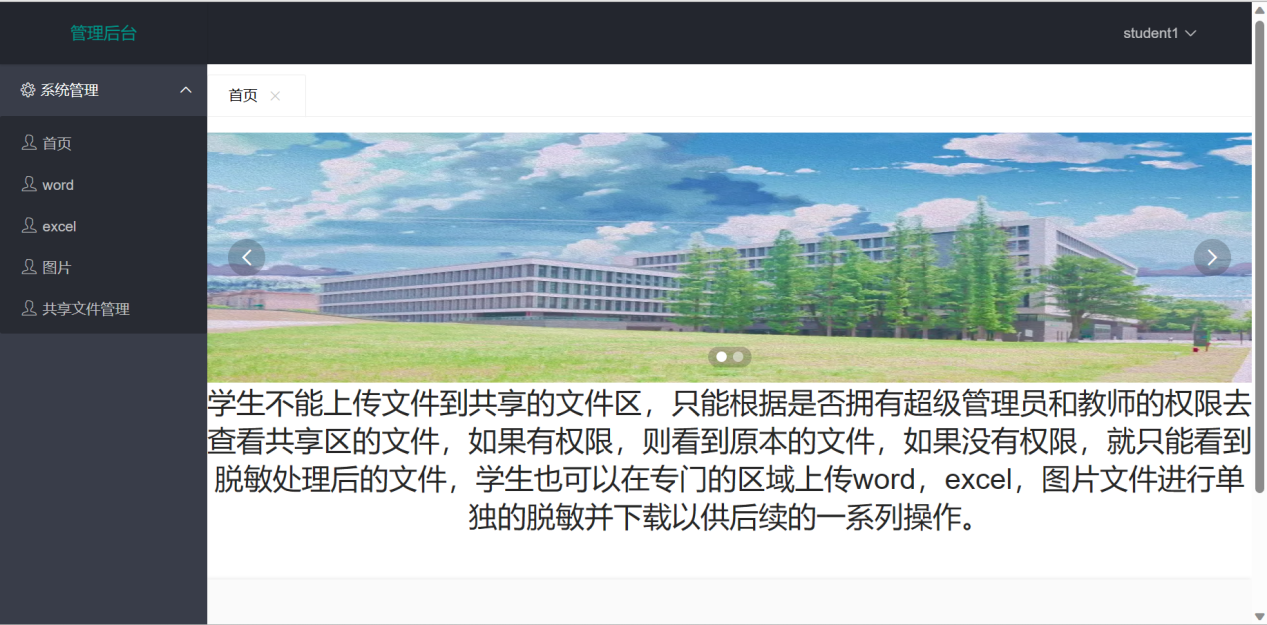 管理后台
student1
系统管理
首页
首页
word
excel
图片
共享文件管理
学生不能上传文件到共享的文件区，只能根据是否拥有超级管理员和教师的权限去
查看共享区的文件，如果有权限，则看到原本的文件，如果没有权限，就只能看到
脱敏处理后的文件，学生也可以在专门的区域上传word，excel，图片文件进行单
独的脱敏并下载以供后续的一系列操作。